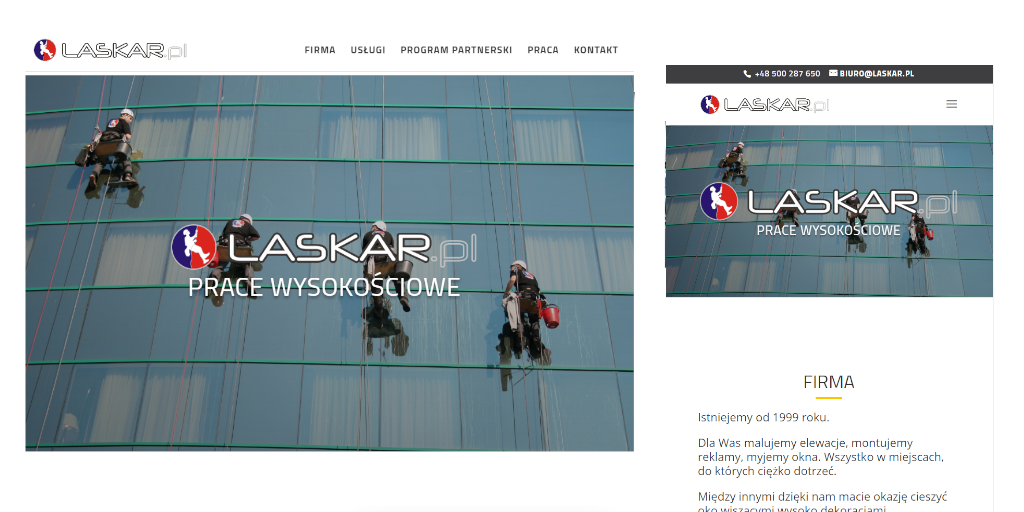 LASKAR.pl
FIRMA USŁUGI PROGRAM PARTNERSKI PRACA KONTAKT
LASKAR.pl
PRACE WYSOKOŚCIOWE
+48 500 287 650 BIURO@LASKAR.PL
LASKAR.pl
LASKAR.pl
PRACE WYSOKOŚCIOWE
FIRMA
Istniejemy od 1999 roku.
Dla Was malujemy elewacje, montujemy
reklamy, myjemy okna. Wszystko w miejscach,
do których ciężko dotrzeć.
Między innymi dzięki nam macie okazję cieszyć
oko wiszącymi wysoko dekoracjami